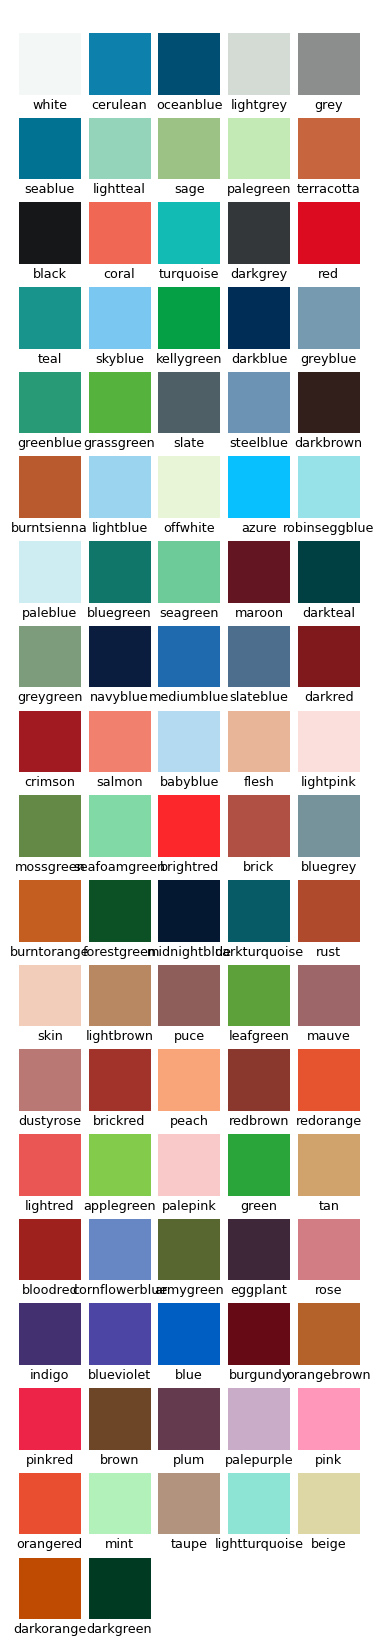 white cerulean oceanblue lightgrey grey
seablue lightteal sage palegreen terracotta
black coral turquoise darkgrey red
teal skyblue kellygreen darkblue greyblue
greenblue grassgreen slate steelblue darkbrown
burntsienna lightblue offwhite azure robinseggblue
paleblue bluegreen seagreen maroon darkteal
greygreen navyblue mediumblue slateblue darkred
crimson salmon babyblue flesh lightpink
mossgreen seafoamgreen brightred brick bluegrey
burntorange forestgreen midnightblue darkturquoise rust
skin lightbrown puce leafgreen mauve
dustyrose brickred peach redbrown redorange
lightred applegreen palepink green tan
bloodred cornflowerblue armygreen eggplant rose
indigo blueviolet blue burgundy orangebrown
pinkred brown plum palepurple pink
orangered mint taupe lightturquoise beige
darkorange darkgreen